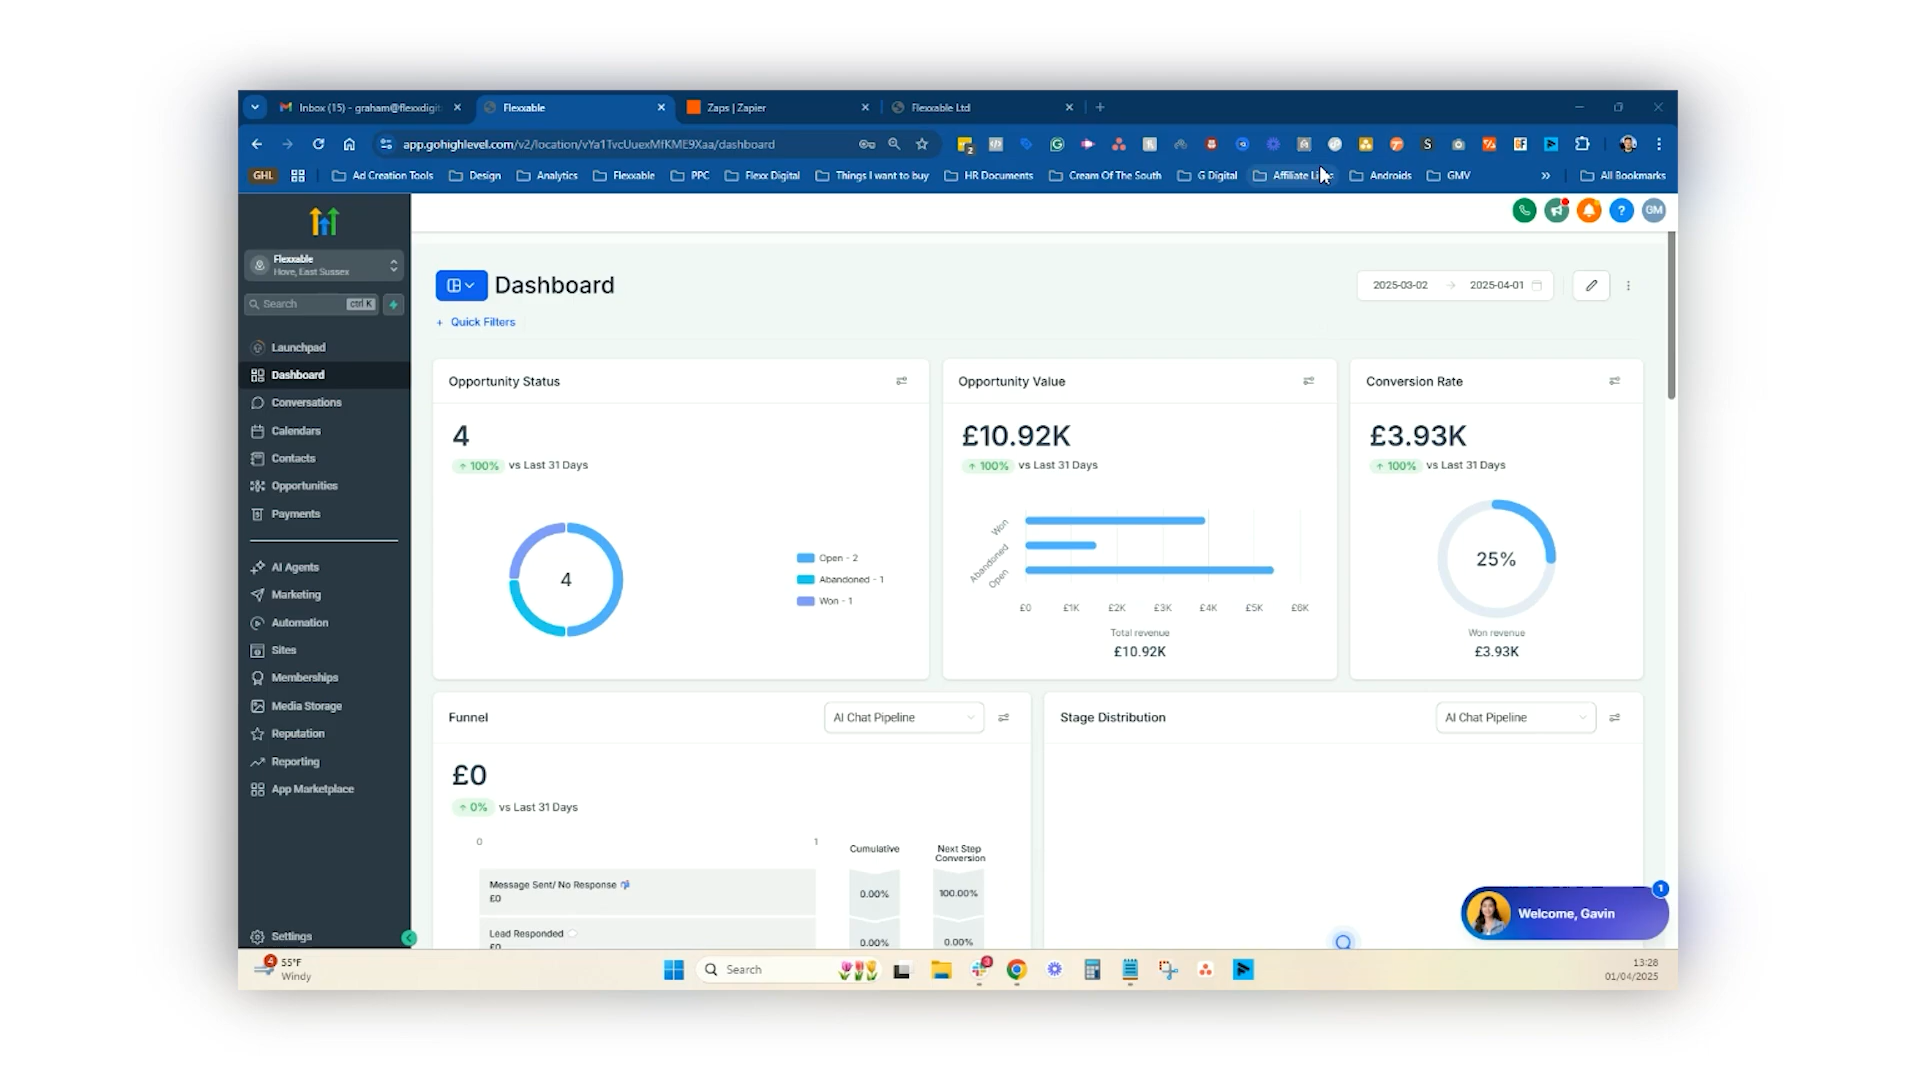 Inbox (15) - graham@flexxdigit
Flexxable
Zaps | Zapier
Flexxable Ltd
app.gohighlevel.com/v2/location/vYa1TvcUuexMfKME9Xaa/dashboard
GHL
Ad Creation Tools
Design
Analytics
Flexxable
PPC
Flexx Digital
Things I want to buy
HR Documents
Cream Of The South
G Digital
Affiliate Li
Androids
GMV
All Bookmarks
GM
Flexxable
Hove, East Sussex
Search
ctrl K
Launchpad
Dashboard
Conversations
Calendars
Contacts
Opportunities
Payments
AI Agents
Marketing
Automation
Sites
Memberships
Media Storage
Reputation
Reporting
App Marketplace
Settings
Dashboard
2025-03-02 → 2025-04-01
+ Quick Filters
Opportunity Status
4
↑ 100% vs Last 31 Days
4
Open - 2
Abandoned - 1
Won - 1
Opportunity Value
£10.92K
↑ 100% vs Last 31 Days
Won
Abandoned
Open
£0 £1K £2K £3K £4K £5K £6K
Total revenue
£10.92K
Conversion Rate
£3.93K
↑ 100% vs Last 31 Days
25%
Won revenue
£3.93K
Funnel
AI Chat Pipeline
£0
↑ 0% vs Last 31 Days
0 1
Cumulative
Next Step
Conversion
Message Sent/ No Response
£0
0.00%
100.00%
Lead Responded
£0
0.00%
0.00%
Stage Distribution
AI Chat Pipeline
1
Welcome, Gavin
4
55°F
Windy
Search
3
13:28
01/04/2025